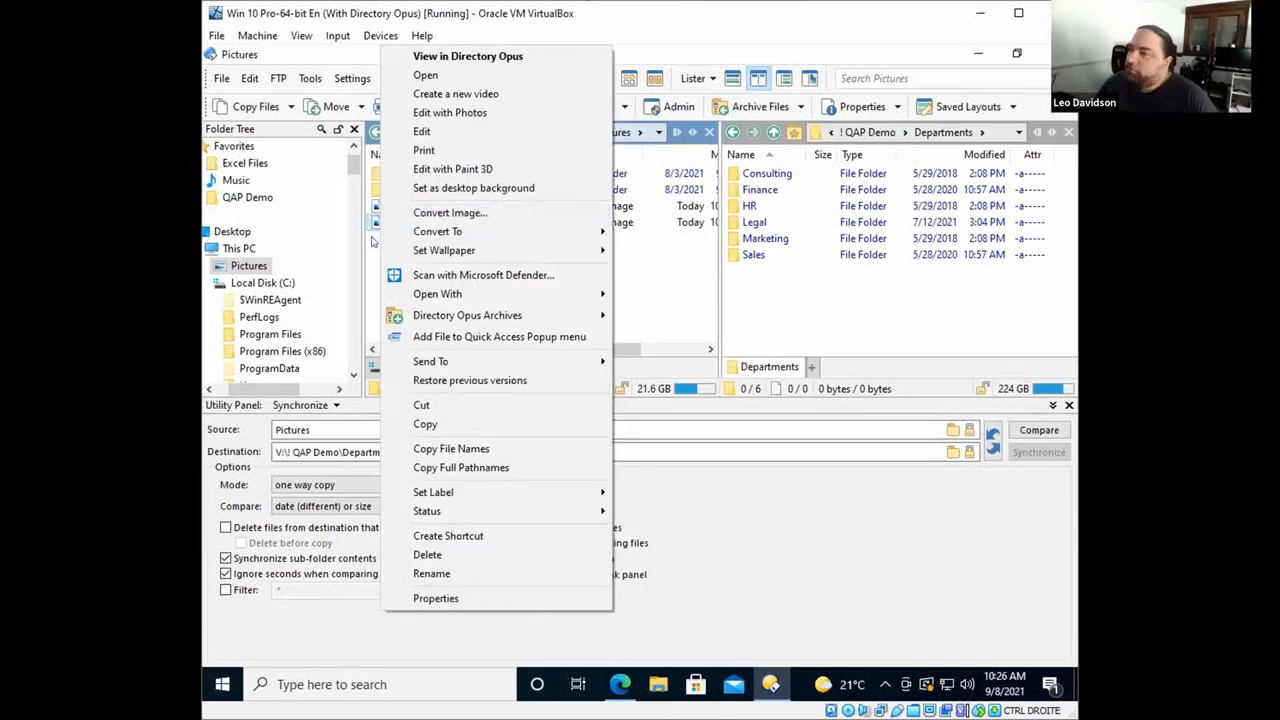 Win 10 Pro-64-bit En (With Directory Opus) [Running] - Oracle VM VirtualBox
File Machine View Input Devices Help
Pictures
File Edit FTP Tools Settings
Lister
Search Pictures
Copy Files
Move
Admin
Archive Files
Properties
Saved Layouts
Leo Davidson
Folder Tree
Favorites
Excel Files
Music
QAP Demo
Desktop
This PC
Pictures
Local Disk (C:)
$WinREAgent
PerfLogs
Program Files
Program Files (x86)
ProgramData
View in Directory Opus
Open
Create a new video
Edit with Photos
Edit
Print
Edit with Paint 3D
Set as desktop background
Convert Image...
Convert To
Set Wallpaper
Scan with Microsoft Defender...
Open With
Directory Opus Archives
Add File to Quick Access Popup menu
Send To
Restore previous versions
Cut
Copy
Copy File Names
Copy Full Pathnames
Set Label
Status
Create Shortcut
Delete
Rename
Properties
8/3/2021
8/3/2021
Today
Today
! QAP Demo Departments
Name Size Type Modified Attr
Consulting File Folder 5/29/2018 2:08 PM -a-----
Finance File Folder 5/28/2020 10:57 AM -a-----
HR File Folder 5/29/2018 2:08 PM -a-----
Legal File Folder 7/12/2021 3:04 PM -a-----
Marketing File Folder 5/29/2018 2:08 PM -a-----
Sales File Folder 5/28/2020 10:57 AM -a-----
Departments
21.6 GB
0 / 6 0 / 0 0 bytes / 0 bytes 224 GB
Utility Panel: Synchronize
Source: Pictures
Compare
Destination: V:\! QAP Demo\Departm
Synchronize
Options
Mode: one way copy
Compare: date (different) or size
Delete files from destination that
Delete before copy
Synchronize sub-folder contents
Ignore seconds when comparing
Filter: *
ing files
nk panel
Type here to search
21°C
10:26 AM
9/8/2021
CTRL DROITE